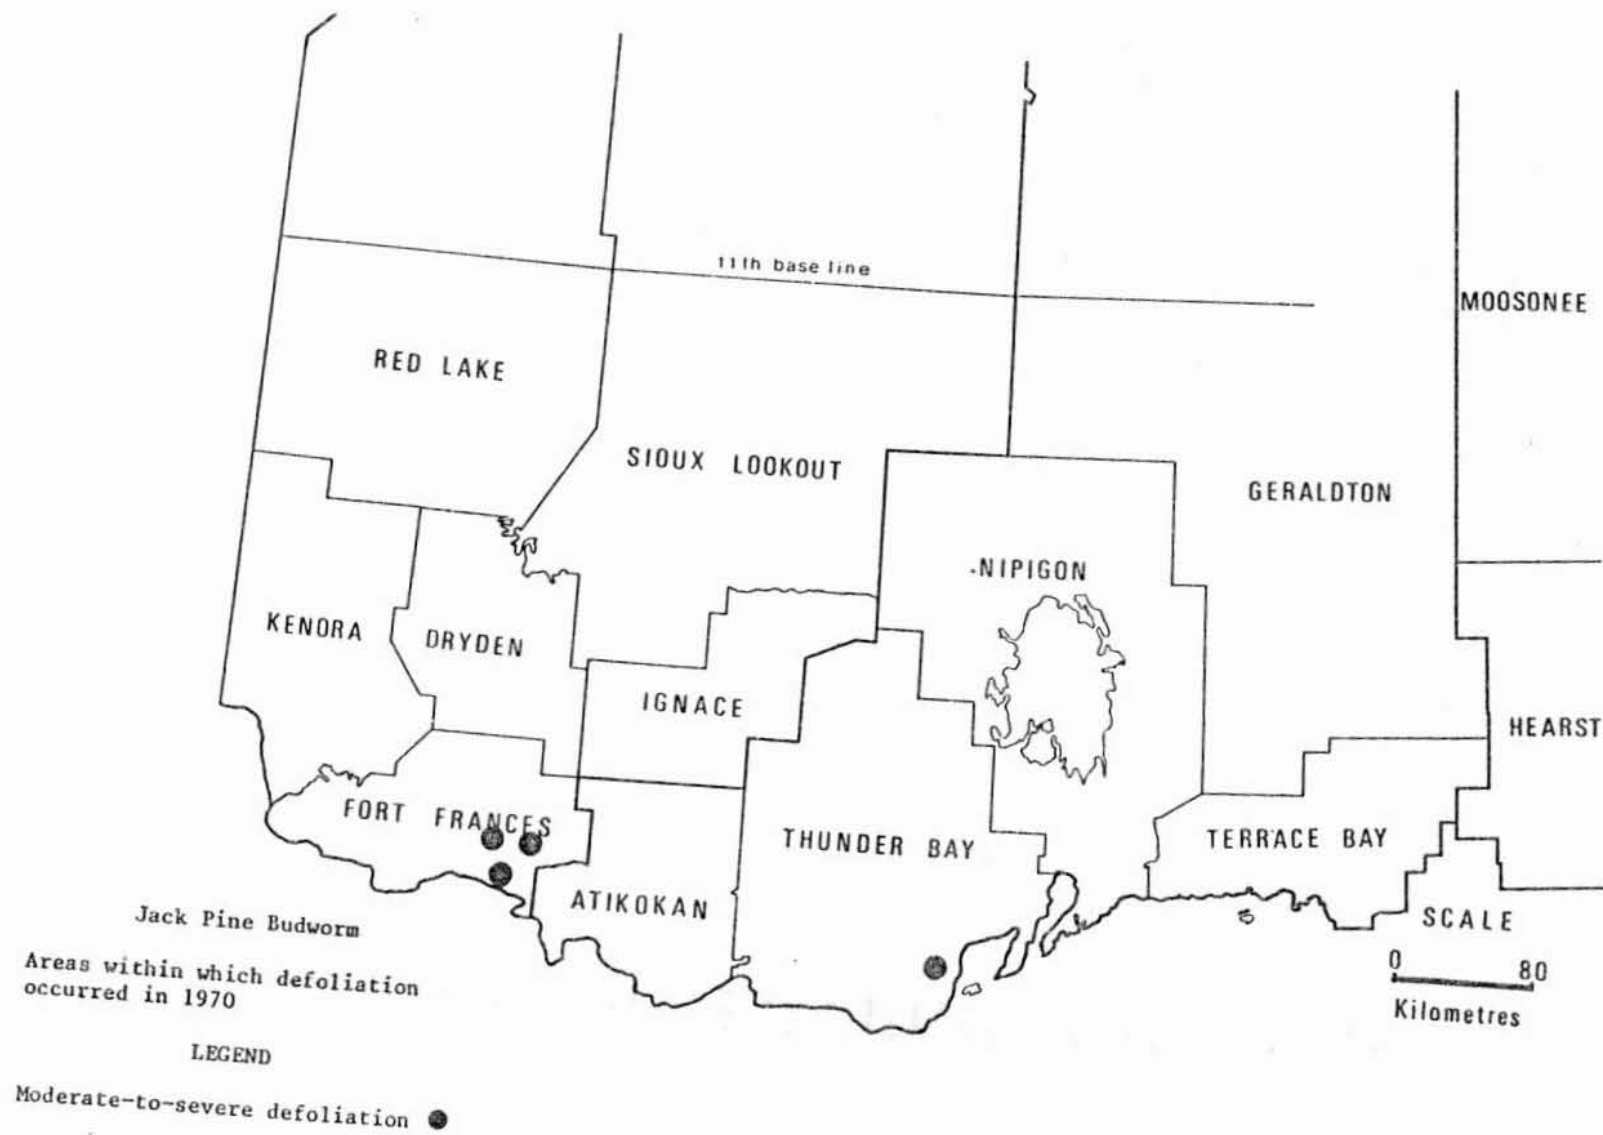 11th base line
MOOSONEE
RED LAKE
SIOUX LOOKOUT
GERALDTON
NIPIGON
KENORA
DRYDEN
IGNACE
HEARST
FORT FRANCES
THUNDER BAY
TERRACE BAY
ATIKOKAN
SCALE
0 80
Kilometres
Jack Pine Budworm
Areas within which defoliation
occurred in 1970
LEGEND
Moderate-to-severe defoliation